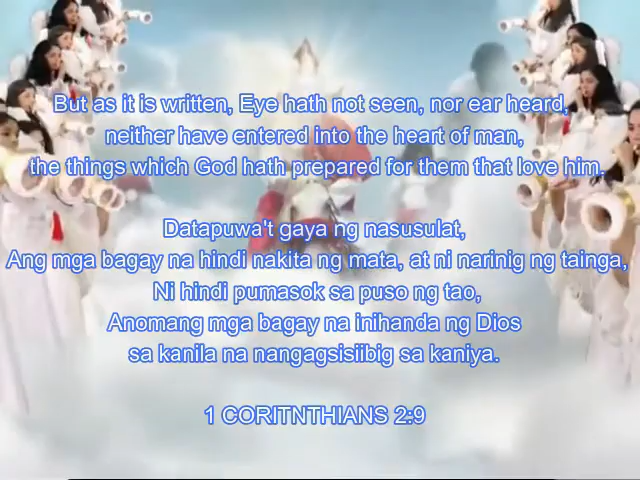 But as it is written, Eye hath not seen, nor ear heard,
neither have entered into the heart of man,
the things which God hath prepared for them that love him.
Datapuwa't gaya ng nasusulat,
Ang mga bagay na hindi nakita ng mata, at ni narinig ng tainga,
Ni hindi pumasok sa puso ng tao,
Anomang mga bagay na inihanda ng Dios
sa kanila na nangagsisiibig sa kaniya.
1 CORITNTHIANS 2:9